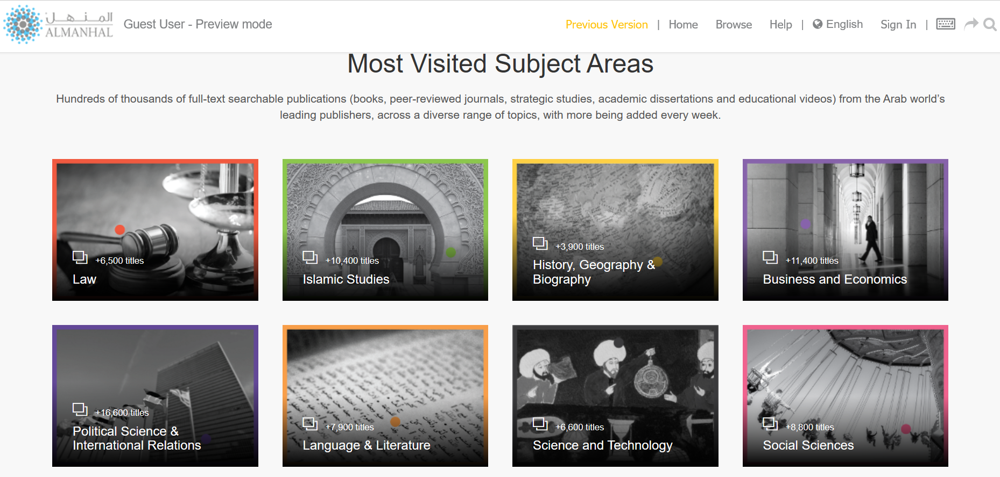 المنهل
ALMANHAL
Guest User - Preview mode
Previous Version | Home Browse Help | English Sign In |
Most Visited Subject Areas
Hundreds of thousands of full-text searchable publications (books, peer-reviewed journals, strategic studies, academic dissertations and educational videos) from the Arab world's
leading publishers, across a diverse range of topics, with more being added every week.
+6,500 titles
Law
+10,400 titles
Islamic Studies
+3,900 titles
History, Geography &
Biography
+11,400 titles
Business and Economics
+16,600 titles
Political Science &
International Relations
+7,900 titles
Language & Literature
+6,600 titles
Science and Technology
+8,800 titles
Social Sciences